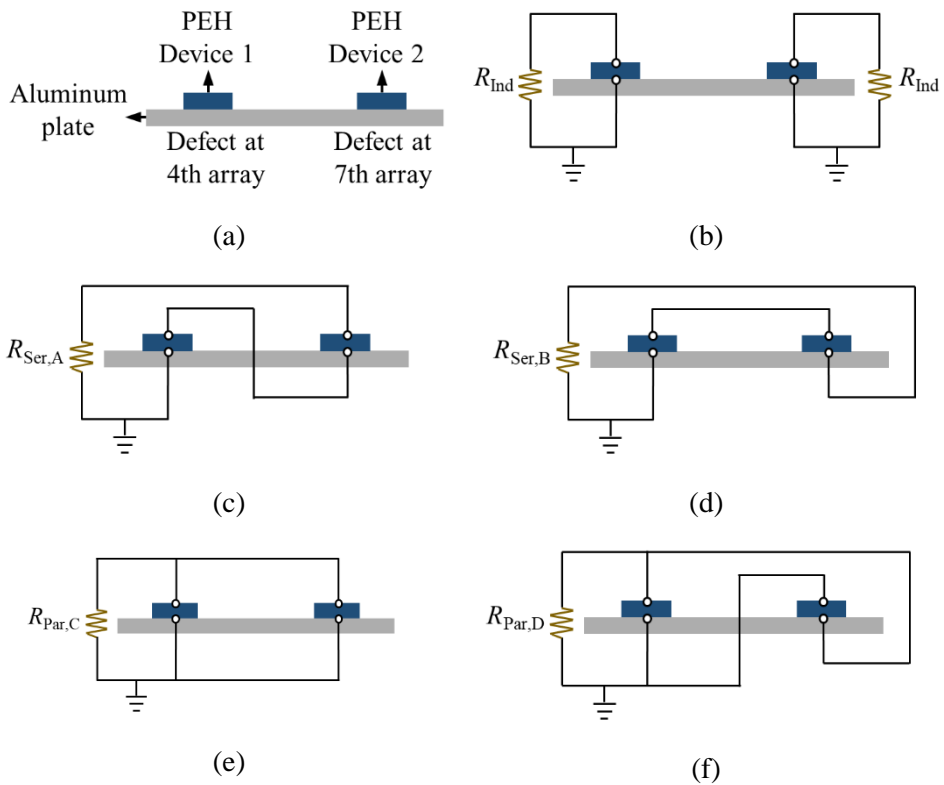 PEH
Device 1
PEH
Device 2
Aluminum
plate
Defect at
4th array
Defect at
7th array
(a)
R_Ind
R_Ind
(b)
R_Ser,A
(c)
R_Ser,B
(d)
R_Par,C
(e)
R_Par,D
(f)